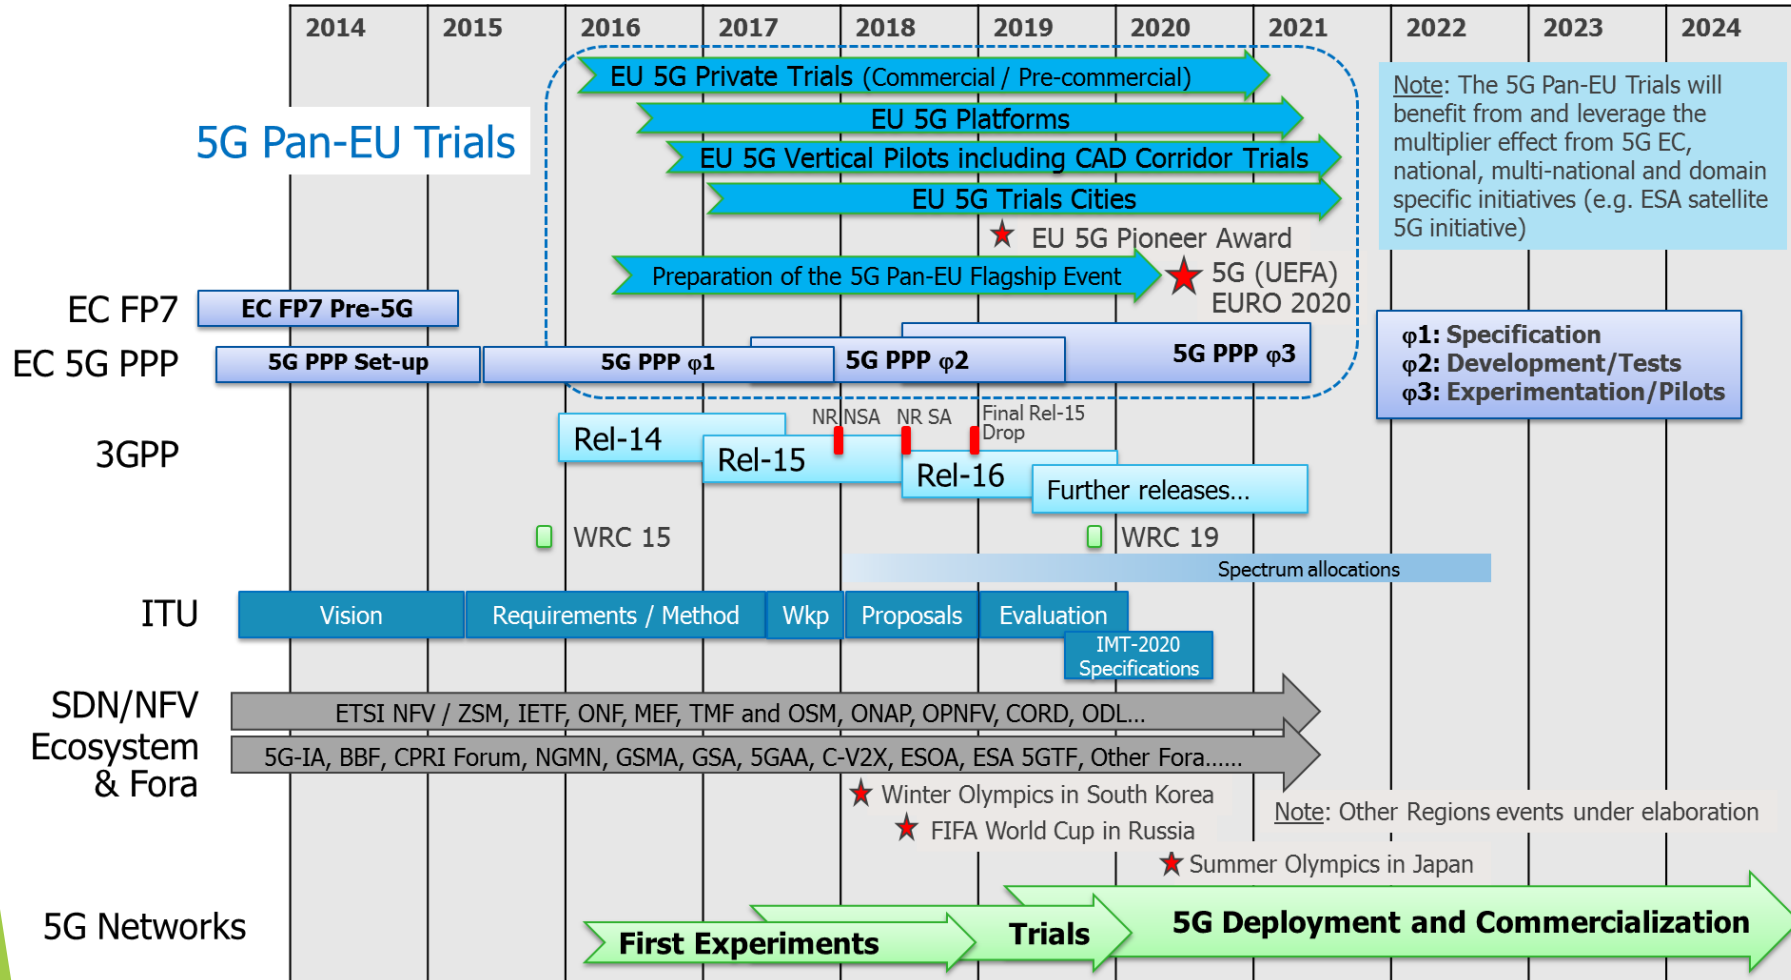 2014 2015 2016 2017 2018 2019 2020 2021 2022 2023 2024
5G Pan-EU Trials
EU 5G Private Trials (Commercial / Pre-commercial)
EU 5G Platforms
EU 5G Vertical Pilots including CAD Corridor Trials
EU 5G Trials Cities
EU 5G Pioneer Award
Preparation of the 5G Pan-EU Flagship Event
5G (UEFA)
EURO 2020
Note: The 5G Pan-EU Trials will
benefit from and leverage the
multiplier effect from 5G EC,
national, multi-national and domain
specific initiatives (e.g. ESA satellite
5G initiative)
EC FP7
EC FP7 Pre-5G
EC 5G PPP
5G PPP Set-up
5G PPP φ1
5G PPP φ2
5G PPP φ3
φ1: Specification
φ2: Development/Tests
φ3: Experimentation/Pilots
3GPP
Rel-14
Rel-15
NR NSA
NR SA
Final Rel-15
Drop
Rel-16
Further releases...
WRC 15
WRC 19
Spectrum allocations
ITU
Vision
Requirements / Method
Wkp
Proposals
Evaluation
IMT-2020
Specifications
SDN/NFV
ETSI NFV / ZSM, IETF, ONF, MEF, TMF and OSM, ONAP, OPNFV, CORD, ODL...
Ecosystem
& Fora
5G-IA, BBF, CPRI Forum, NGMN, GSMA, GSA, 5GAA, C-V2X, ESOA, ESA 5GTF, Other Fora......
Winter Olympics in South Korea
FIFA World Cup in Russia
Note: Other Regions events under elaboration
Summer Olympics in Japan
5G Networks
First Experiments
Trials
5G Deployment and Commercialization